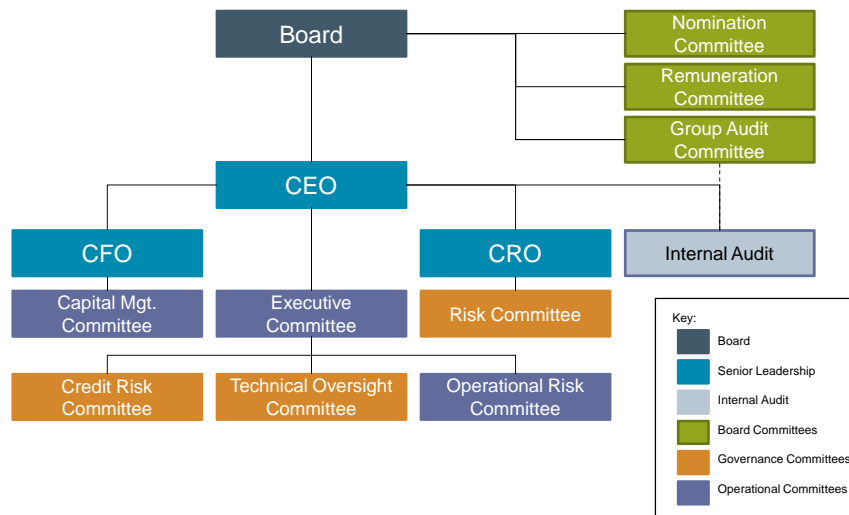 Board
Nomination
Committee
Remuneration
Committee
Group Audit
Committee
CEO
CFO
CRO
Internal Audit
Capital Mgt.
Committee
Executive
Committee
Risk Committee
Credit Risk
Committee
Technical Oversight
Committee
Operational Risk
Committee
Key:
Board
Senior Leadership
Internal Audit
Board Committees
Governance Committees
Operational Committees